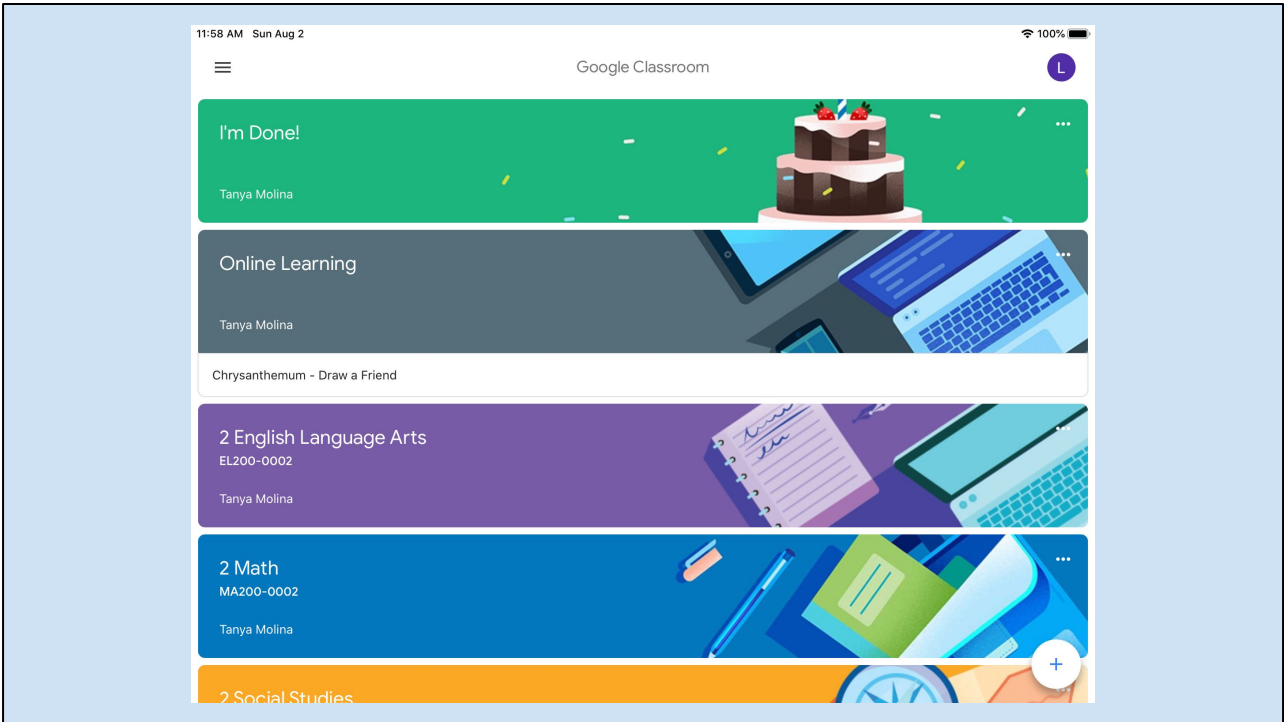 11:58 AM Sun Aug 2 100%
Google Classroom L
I'm Done!
Tanya Molina
Online Learning
Tanya Molina
Chrysanthemum - Draw a Friend
2 English Language Arts
EL200-0002
Tanya Molina
2 Math
MA200-0002
Tanya Molina
2 Social Studies